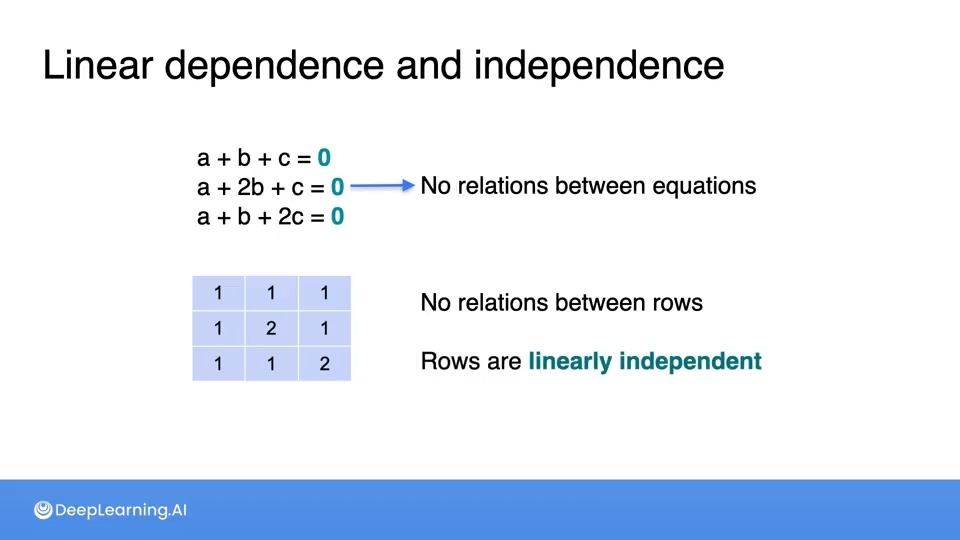 Linear dependence and independence
a + b + c = 0
a + 2b + c = 0
a + b + 2c = 0
No relations between equations
1 1 1
1 2 1
1 1 2
No relations between rows
Rows are linearly independent
DeepLearning.AI